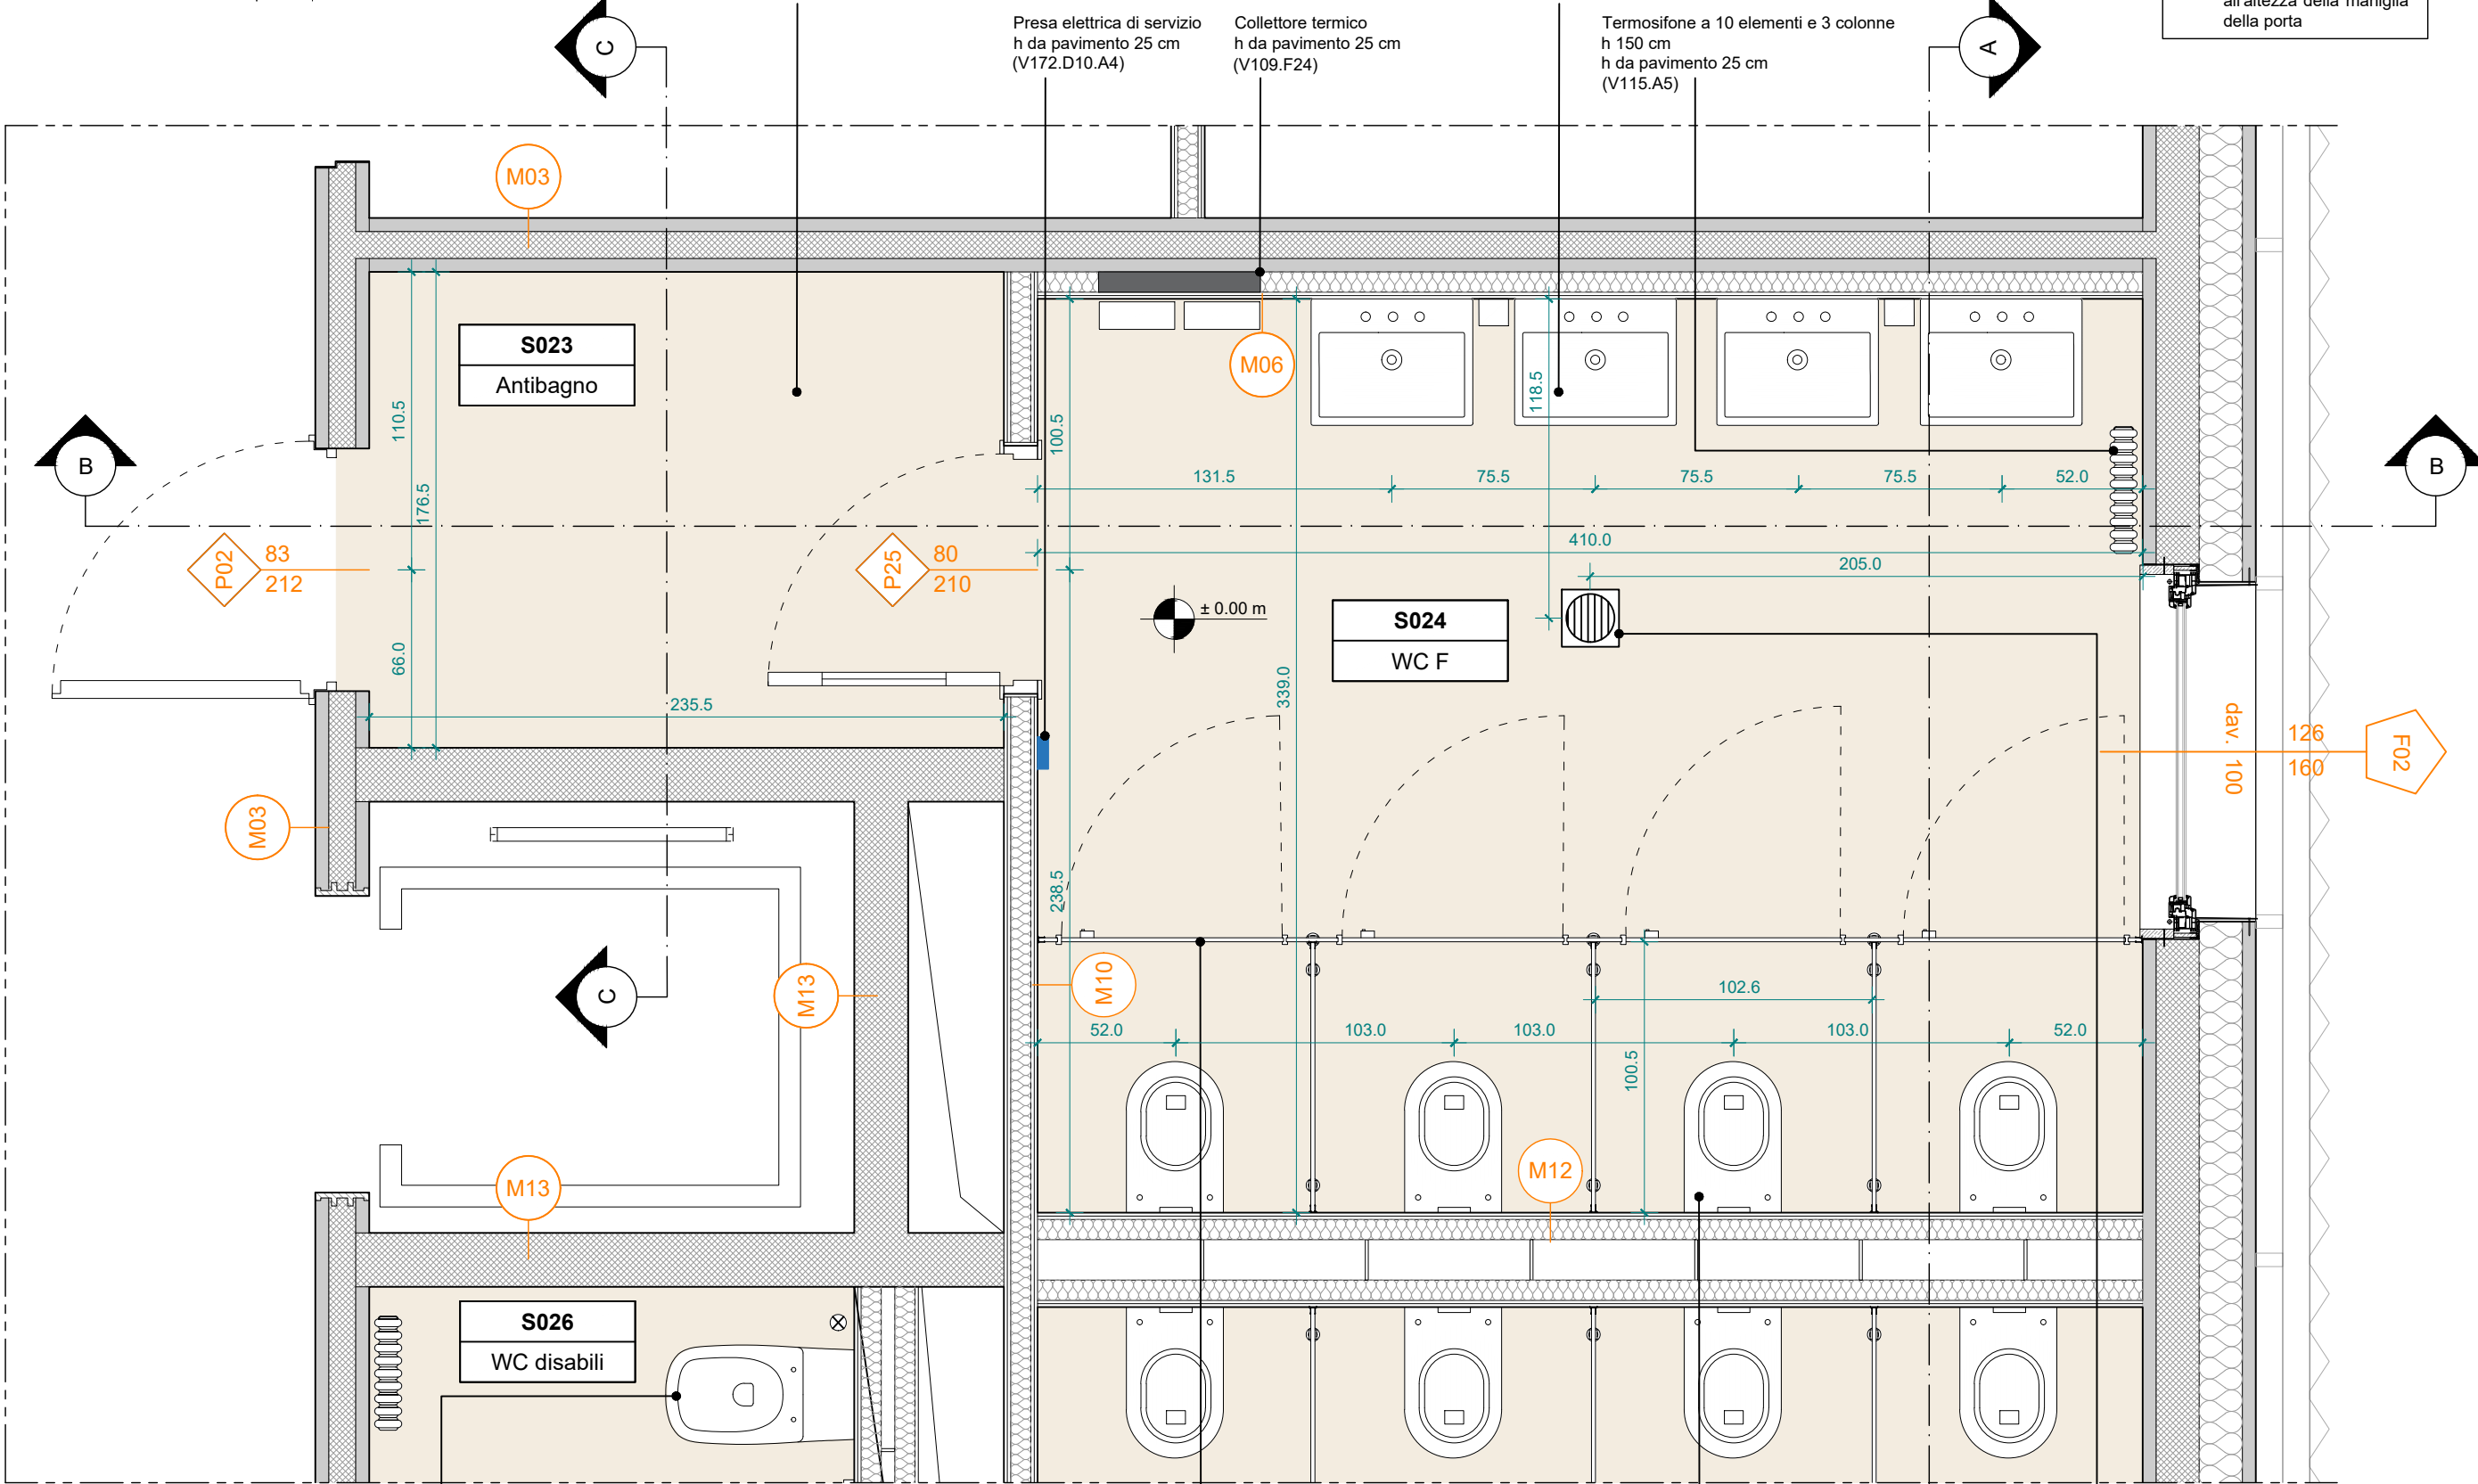 Presa elettrica di servizio
h da pavimento 25 cm
(V172.D10.A4)
Collettore termico
h da pavimento 25 cm
(V109.F24)
Termosifone a 10 elementi e 3 colonne
h 150 cm
h da pavimento 25 cm
(V115.A5)
all'altezza della maniglia
della porta
C
A
M03
S023
Antibagno
M06
118.5
110.5
100.5
B
B
131.5
75.5
75.5
75.5
52.0
176.5
410.0
205.0
P02
83
212
P25
80
210
± 0.00 m
S024
WC F
66.0
339.0
235.5
dav. 100
126
160
F02
M03
238.5
C
M13
M10
102.6
52.0
103.0
103.0
103.0
52.0
100.5
M13
M12
S026
WC disabili